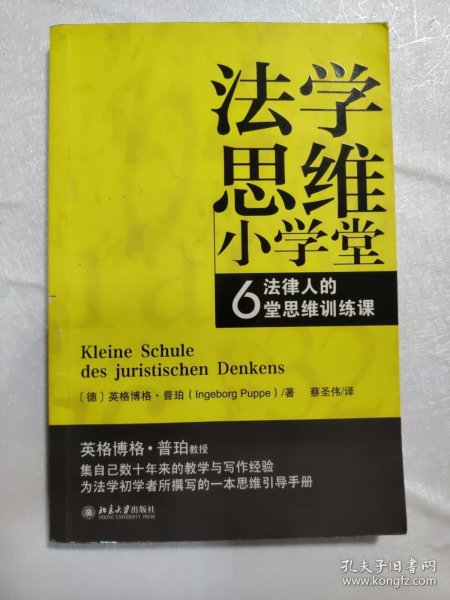 法学
思维
小学堂
6 法律人的
堂思维训练课
Kleine Schule
des juristischen Denkens
〔德〕英格博格·普珀（Ingeborg Puppe）/著 蔡圣伟/译
英格博格·普珀教授
集自己数十年来的教学与写作经验
为法学初学者所撰写的一本思维引导手册
北京大学出版社
PEKING UNIVERSITY PRESS
孔夫子旧书网
www.kongfz.com